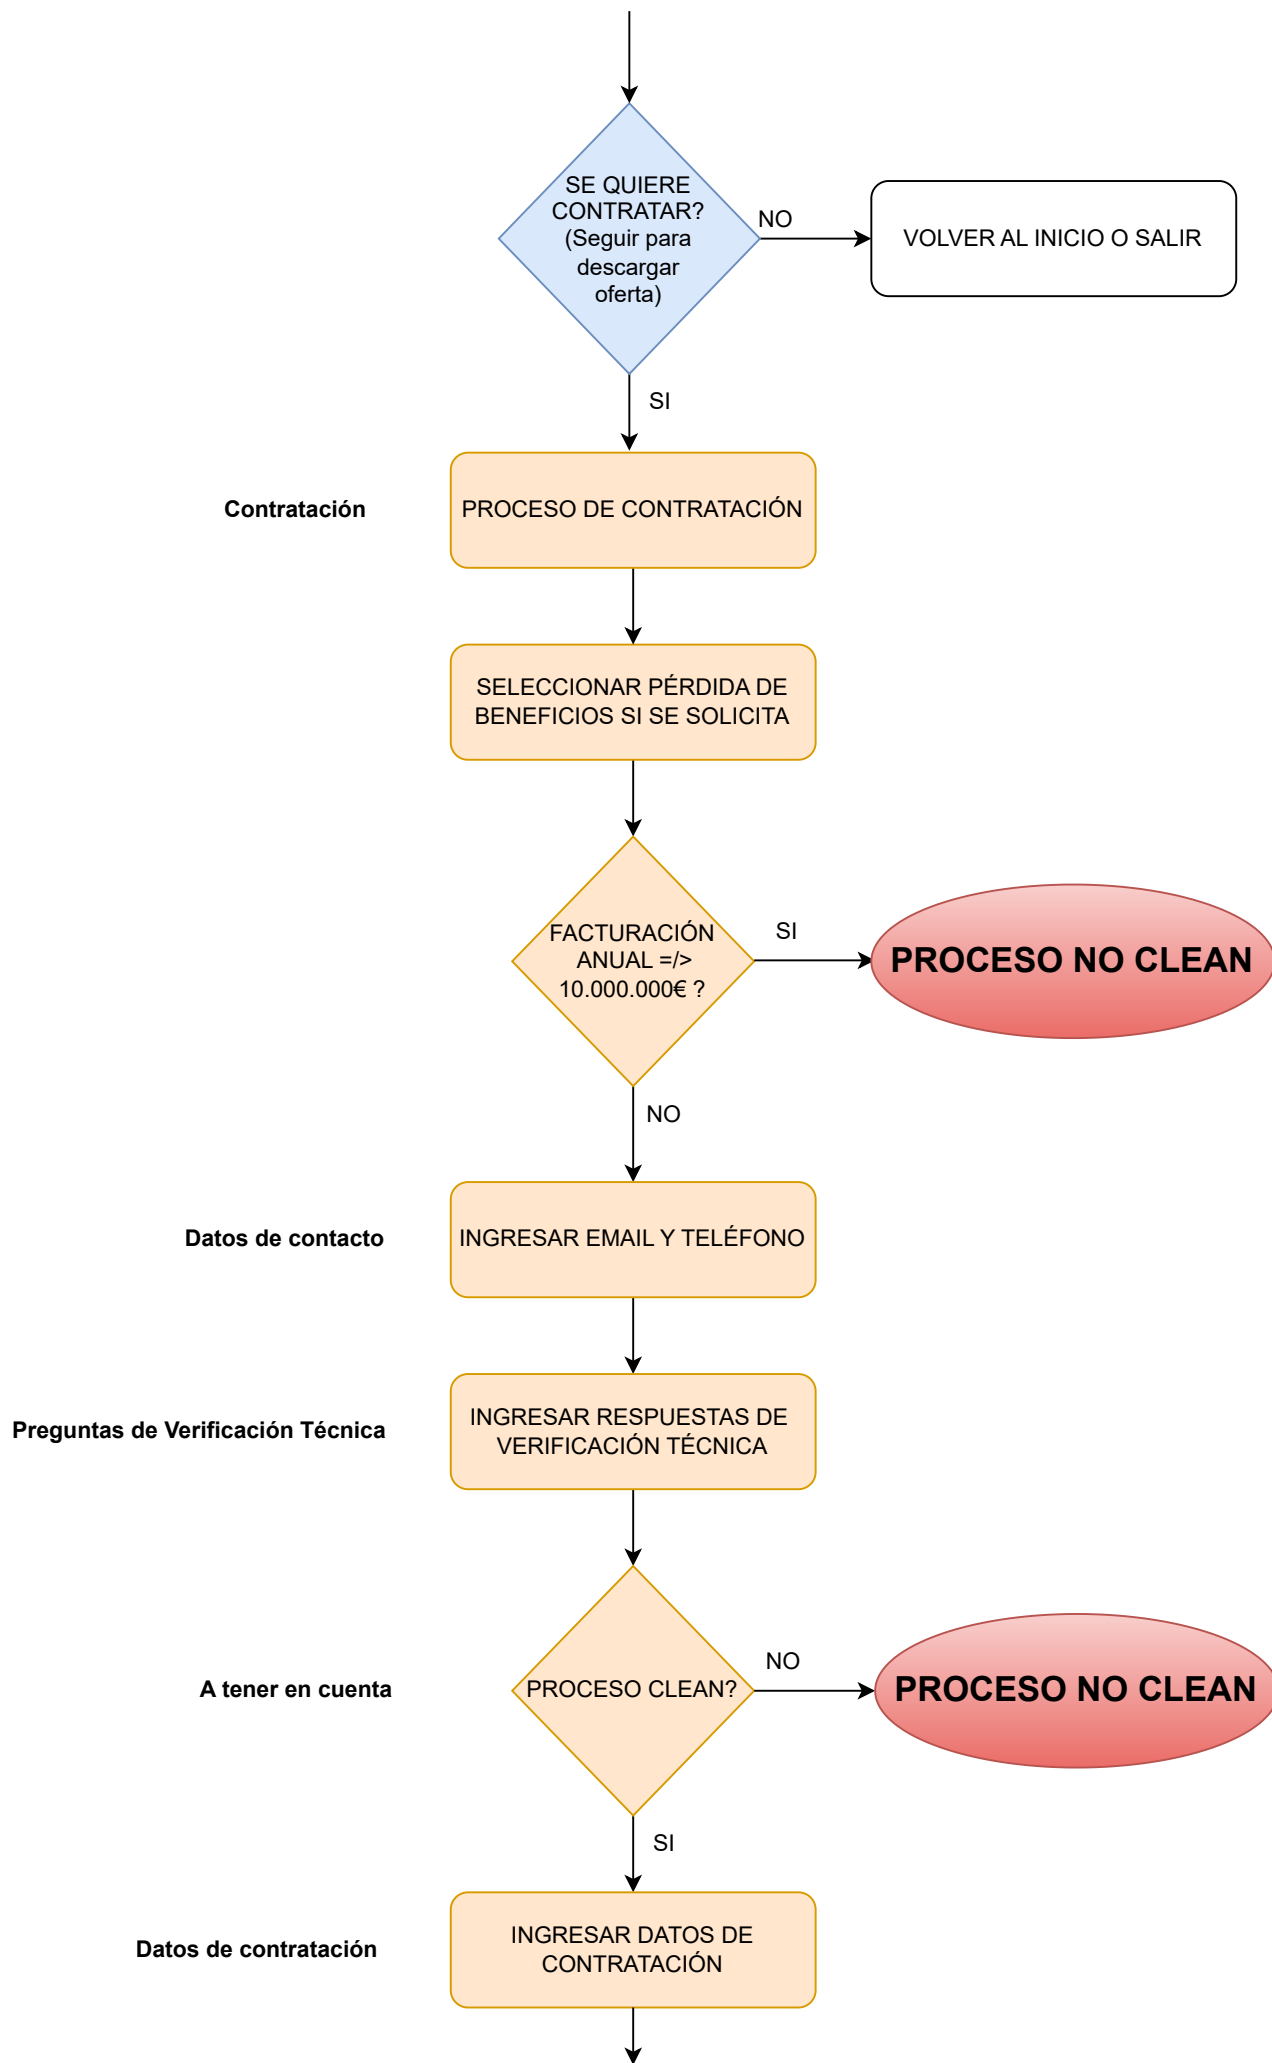 SE QUIERE
CONTRATAR?
(Seguir para
descargar
oferta)
NO
VOLVER AL INICIO O SALIR
SI
Contratación
PROCESO DE CONTRATACIÓN
SELECCIONAR PÉRDIDA DE
BENEFICIOS SI SE SOLICITA
FACTURACIÓN
ANUAL =/>
10.000.000€ ?
SI
PROCESO NO CLEAN
NO
Datos de contacto
INGRESAR EMAIL Y TELÉFONO
Preguntas de Verificación Técnica
INGRESAR RESPUESTAS DE
VERIFICACIÓN TÉCNICA
A tener en cuenta
PROCESO CLEAN?
NO
PROCESO NO CLEAN
SI
Datos de contratación
INGRESAR DATOS DE
CONTRATACIÓN